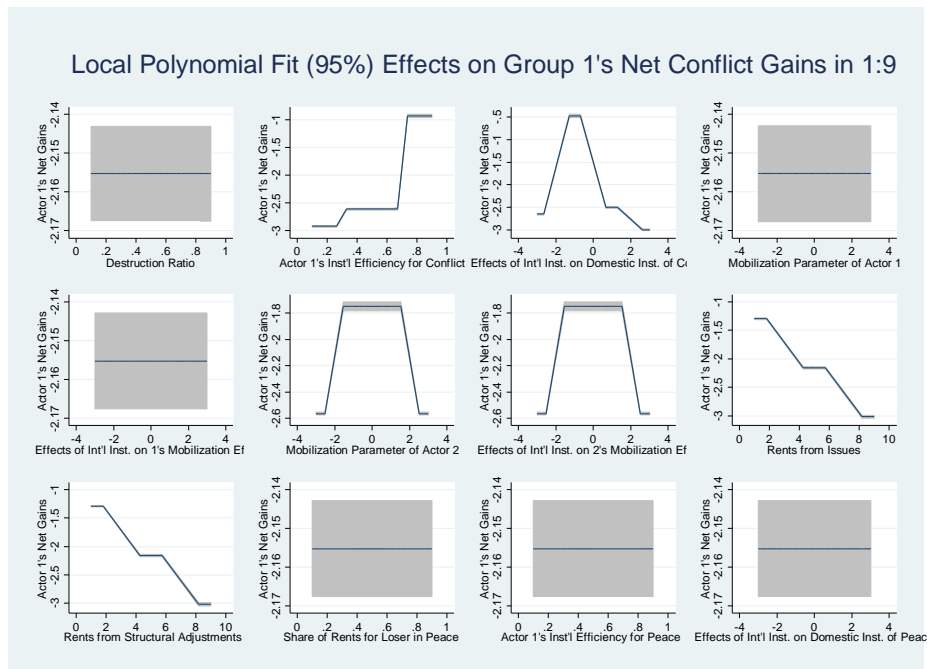 Local Polynomial Fit (95%) Effects on Group 1's Net Conflict Gains in 1:9
Actor 1's Net Gains
-2.17 -2.16 -2.15 -2.14
0 .2 .4 .6 .8 1
Destruction Ratio
Actor 1's Net Gains
-3 -2.5 -2 -1.5 -1
0 .2 .4 .6 .8 1
Actor 1's Inst'l Efficiency for Conflict
Actor 1's Net Gains
-3 -2.5 -2 -1.5 -1 -.5
-4 -2 0 2 4
Effects of Int'l Inst. on Domestic Inst. of Co
Actor 1's Net Gains
-2.17 -2.16 -2.15 -2.14
-4 -2 0 2 4
Mobilization Parameter of Actor 1
Actor 1's Net Gains
-2.17 -2.16 -2.15 -2.14
-4 -2 0 2 4
Effects of Int'l Inst. on 1's Mobilization Ef
Actor 1's Net Gains
-2.6 -2.4 -2.2 -2 -1.8
-4 -2 0 2 4
Mobilization Parameter of Actor 2
Actor 1's Net Gains
-2.6 -2.4 -2.2 -2 -1.8
-4 -2 0 2 4
Effects of Int'l Inst. on 2's Mobilization Ef
Actor 1's Net Gains
-3 -2.5 -2 -1.5 -1
0 2 4 6 8 10
Rents from Issues
Actor 1's Net Gains
-3 -2.5 -2 -1.5 -1
0 2 4 6 8 10
Rents from Structural Adjustments
Actor 1's Net Gains
-2.17 -2.16 -2.15 -2.14
0 .2 .4 .6 .8 1
Share of Rents for Loser in Peace
Actor 1's Net Gains
-2.17 -2.16 -2.15 -2.14
0 .2 .4 .6 .8 1
Actor 1's Inst'l Efficiency for Peace
Actor 1's Net Gains
-2.17 -2.16 -2.15 -2.14
-4 -2 0 2 4
Effects of Int'l Inst. on Domestic Inst. of Peac